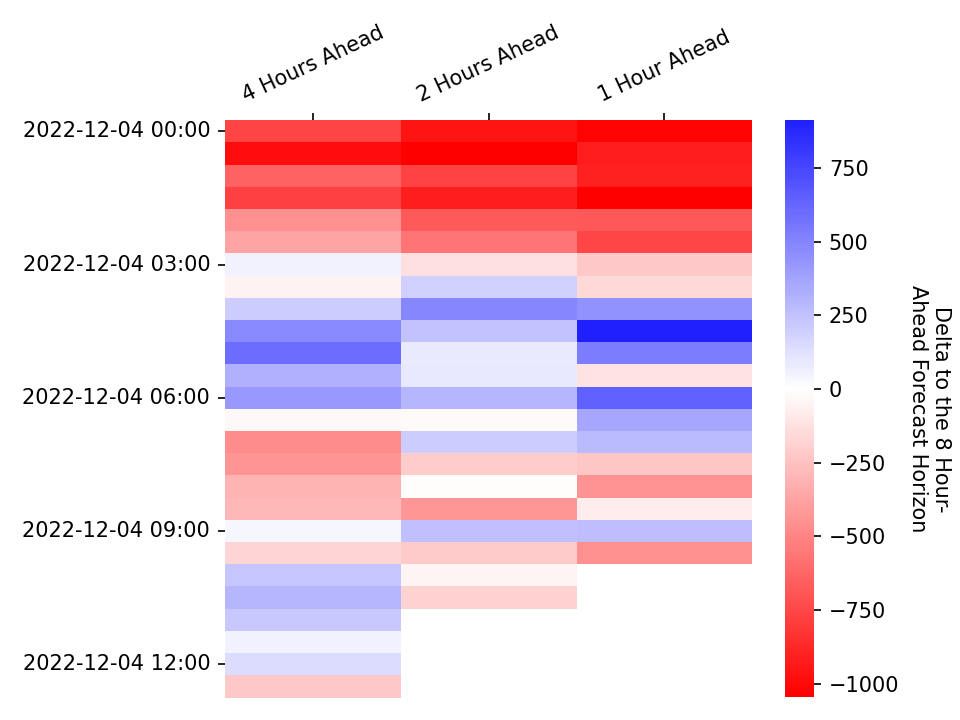 4 Hours Ahead
2 Hours Ahead
1 Hour Ahead
2022-12-04 00:00
2022-12-04 03:00
2022-12-04 06:00
2022-12-04 09:00
2022-12-04 12:00
750
500
250
0
−250
−500
−750
−1000
Delta to the 8 Hour-
Ahead Forecast Horizon